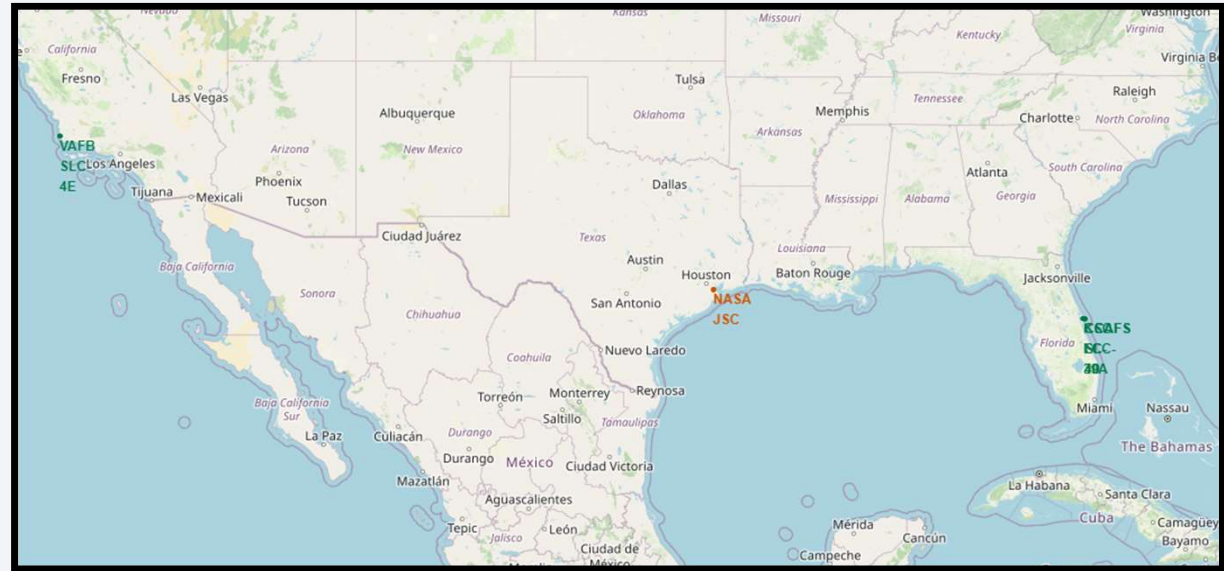 Nevada
Kansas
Missouri
Washington
California
Kentucky
Virginia
Fresno
Virginia Be
Las Vegas
Tulsa
Raleigh
Albuquerque
Memphis
Tennessee
Charlotte
North Carolina
Oklahoma
Arkansas
VAFB
SLC
4E
Los Angeles
Arizona
New Mexico
Atlanta
South Carolina
Phoenix
Dallas
Tijuana
Mexicali
Tucson
Mississippi
Alabama
Georgia
Ciudad Juárez
Texas
Louisiana
Baja California
Austin
Houston
Baton Rouge
Jacksonville
Sonora
San Antonio
NASA
JSC
Chihuahua
Florida
Coahuila
Nuevo Laredo
Torreón
Monterrey
Reynosa
Baja California
Sur
Saltillo
Tamaulipas
Miami
Nassau
La Paz
Culiacán
Durango
Durango
México
Ciudad Victoria
The Bahamas
Mazatlán
La Habana
Santa Clara
Aguascalientes
Cuba
Tepic
León
Mérida
Camagüey
Jalisco
Ciudad de
México
Cancún
Bayamo
Campeche